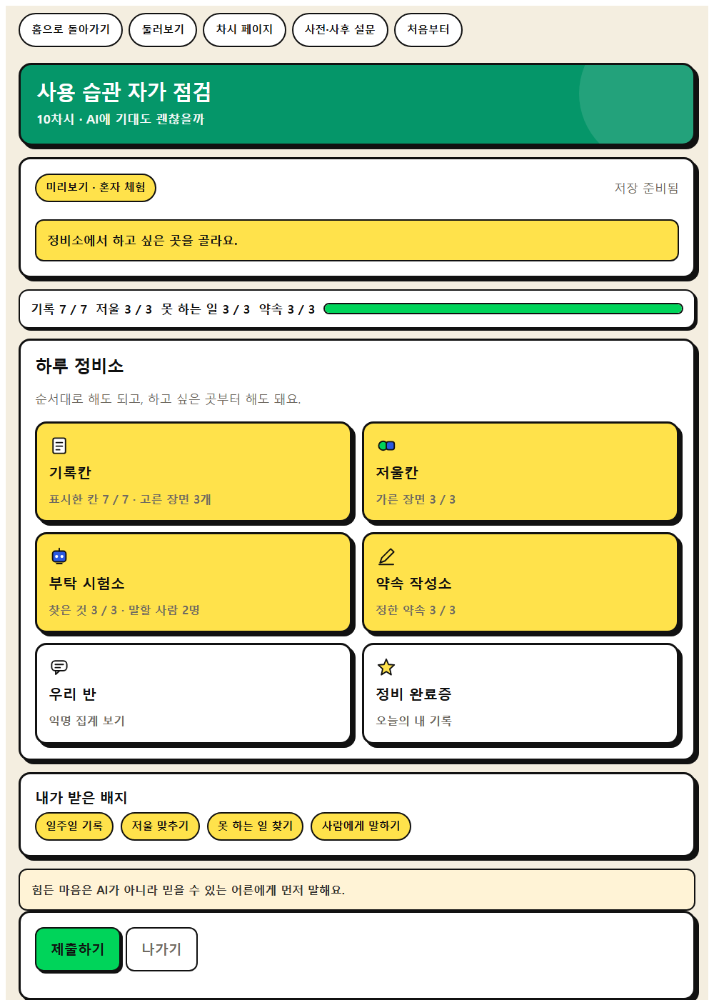 홈으로 돌아가기 둘러보기 차시 페이지 사전·사후 설문 처음부터
사용 습관 자가 점검
10차시 · AI에 기대도 괜찮을까
미리보기 · 혼자 체험 저장 준비됨
정비소에서 하고 싶은 곳을 골라요.
기록 7 / 7 저울 3 / 3 못 하는 일 3 / 3 약속 3 / 3
하루 정비소
순서대로 해도 되고, 하고 싶은 곳부터 해도 돼요.
기록칸
표시한 칸 7 / 7 · 고른 장면 3개
저울칸
가른 장면 3 / 3
부탁 시험소
찾은 것 3 / 3 · 말할 사람 2명
약속 작성소
정한 약속 3 / 3
우리 반
익명 집계 보기
정비 완료증
오늘의 내 기록
내가 받은 배지
일주일 기록 저울 맞추기 못 하는 일 찾기 사람에게 말하기
힘든 마음은 AI가 아니라 믿을 수 있는 어른에게 먼저 말해요.
제출하기 나가기